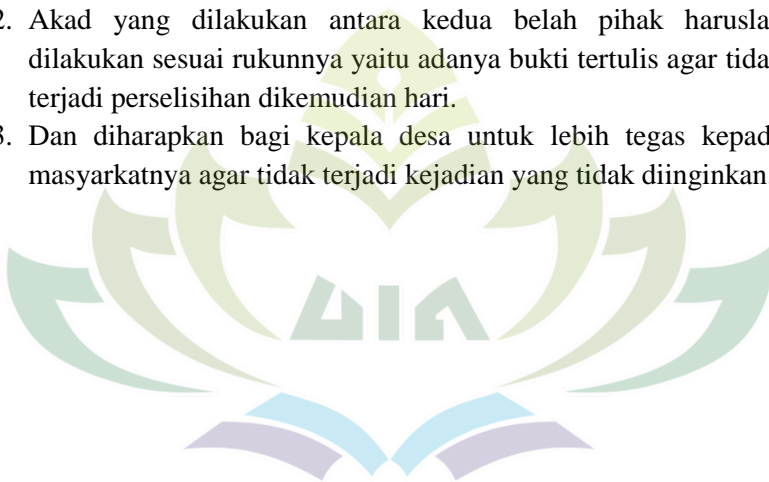 2. Akad yang dilakukan antara kedua belah pihak harusla
dilakukan sesuai rukunnya yaitu adanya bukti tertulis agar tida
terjadi perselisihan dikemudian hari.
3. Dan diharapkan bagi kepala desa untuk lebih tegas kepad
masyarkatnya agar tidak terjadi kejadian yang tidak diinginkan
UIN